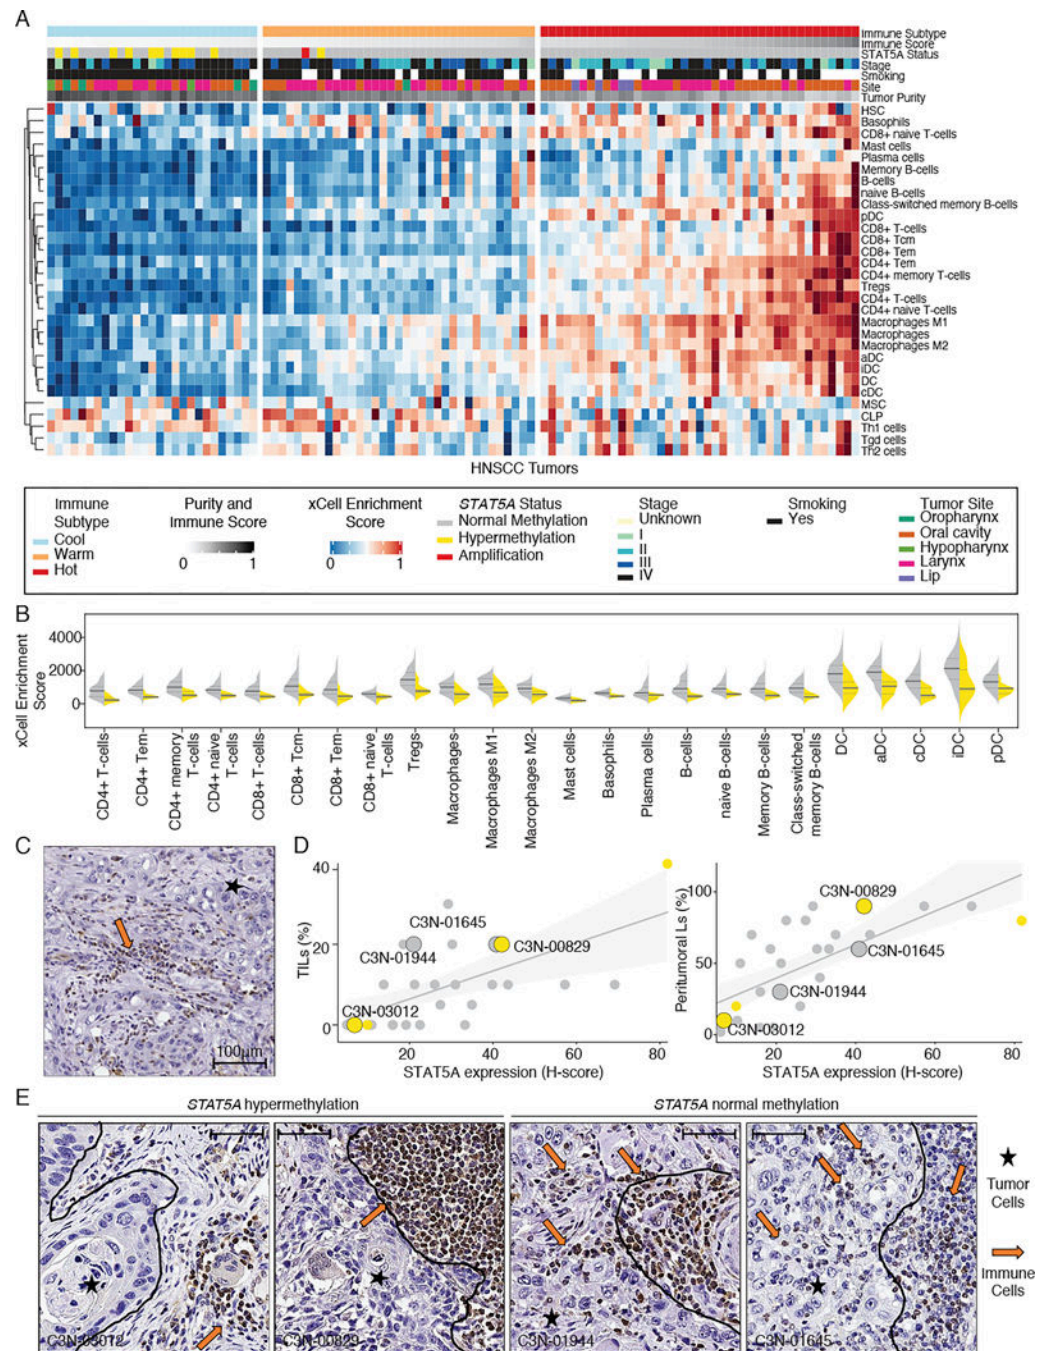 A
Immune Subtype
Immune Score
STAT5A Status
Stage
Smoking
Site
Tumor Purity
HSC
Basophils
CD8+ naive T-cells
Mast cells
Plasma cells
Memory B-cells
B-cells
naive B-cells
Class-switched memory B-cells
pDC
CD8+ T-cells
CD8+ Tcm
CD8+ Tem
CD4+ Tem
CD4+ memory T-cells
Tregs
CD4+ T-cells
CD4+ naive T-cells
Macrophages M1
Macrophages
Macrophages M2
aDC
iDC
DC
cDC
MSC
CLP
Th1 cells
Tgd cells
Th2 cells
HNSCC Tumors
Immune Subtype
Cool
Warm
Hot
Purity and Immune Score
0 1
xCell Enrichment Score
0 1
STAT5A Status
Normal Methylation
Hypermethylation
Amplification
Stage
Unknown
I
II
III
IV
Smoking
Yes
Tumor Site
Oropharynx
Oral cavity
Hypopharynx
Larynx
Lip
B
xCell Enrichment Score
4000
2000
0
CD4+ T-cells
CD4+ Tem
CD4+ memory T-cells
CD4+ naive T-cells
CD8+ T-cells
CD8+ Tcm
CD8+ Tem
CD8+ naive T-cells
Tregs
Macrophages
Macrophages M1
Macrophages M2
Mast cells
Basophils
Plasma cells
B-cells
naive B-cells
Memory B-cells
Class-switched memory B-cells
DC
aDC
cDC
iDC
pDC
C
100µm
D
TILs (%)
40
20
0
C3N-01645
C3N-01944
C3N-00829
C3N-03012
20 40 60 80
STAT5A expression (H-score)
Peritumoral Ls (%)
100
50
0
C3N-00829
C3N-01645
C3N-01944
C3N-03012
20 40 60 80
STAT5A expression (H-score)
E
STAT5A hypermethylation
STAT5A normal methylation
C3N-03012
C3N-00829
C3N-01944
C3N-01645
Tumor Cells
Immune Cells